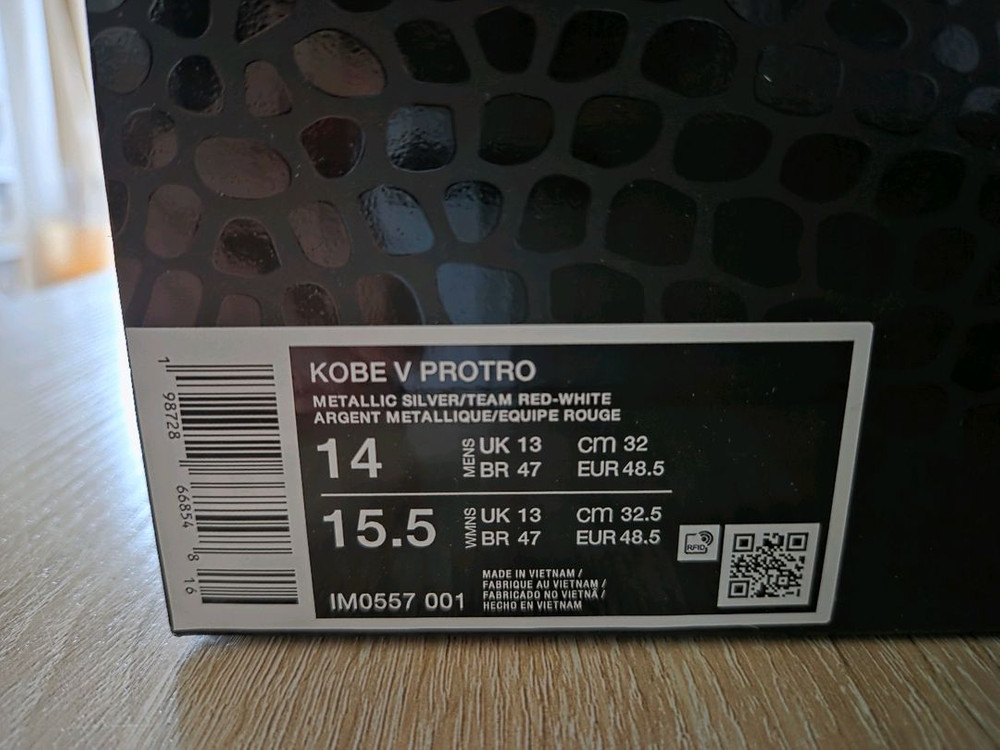 KOBE V PROTRO
METALLIC SILVER/TEAM RED-WHITE
ARGENT METALLIQUE/EQUIPE ROUGE
14 MENS UK 13 cm 32
BR 47 EUR 48.5
15.5 WMNS UK 13 cm 32.5
BR 47 EUR 48.5
RFID
IM0557 001
MADE IN VIETNAM /
FABRIQUE AU VIETNAM /
FABRICADO NO VIETNÃ /
HECHO EN VIETNAM
1 98728 66854 8 16